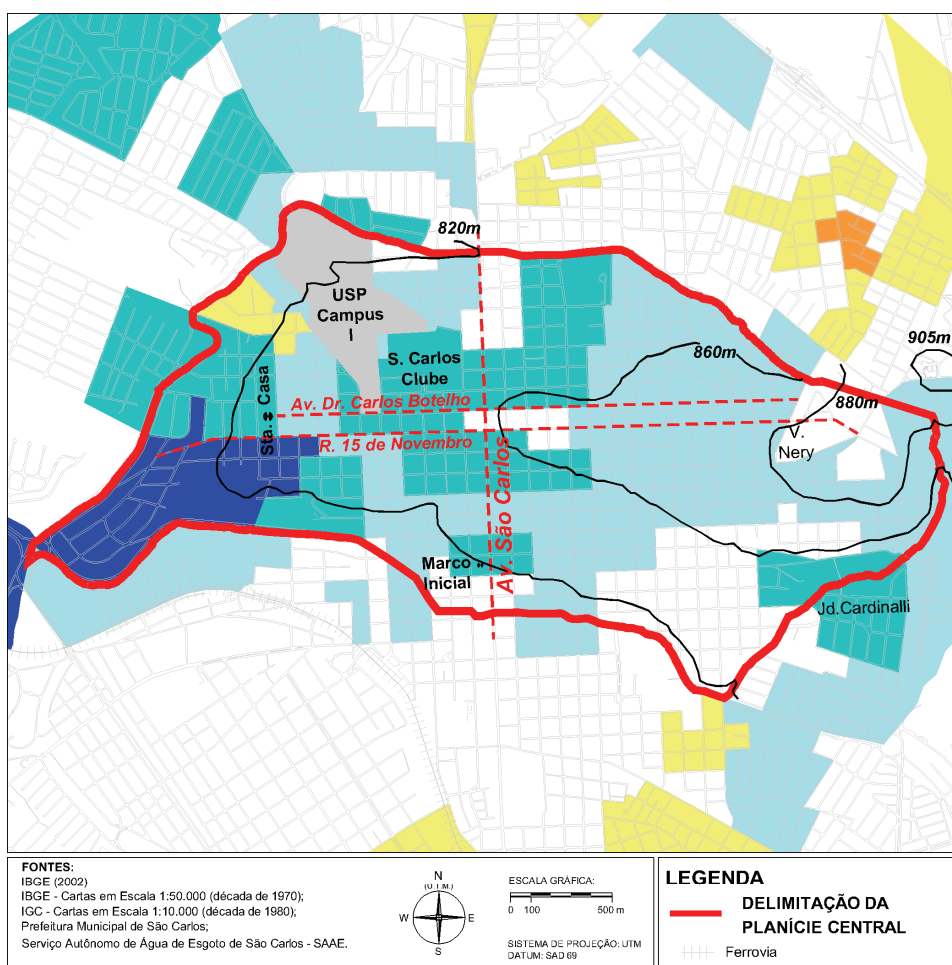 820m
USP
Campus
I
905m
860m
S. Carlos
Clube
Sta. Casa
Av. Dr. Carlos Botelho
880m
R. 15 de Novembro
V.
Nery
Av. São Carlos
Marco
Inicial
Jd.Cardinalli
FONTES:
IBGE (2002)
IBGE - Cartas em Escala 1:50.000 (década de 1970);
IGC - Cartas em Escala 1:10.000 (década de 1980);
Prefeitura Municipal de São Carlos;
Serviço Autônomo de Água de Esgoto de São Carlos - SAAE.
N
(U.T.M.)
W
E
S
ESCALA GRÁFICA:
0 100 500 m
SISTEMA DE PROJEÇÃO: UTM
DATUM: SAD 69
LEGENDA
DELIMITAÇÃO DA
PLANÍCIE CENTRAL
Ferrovia